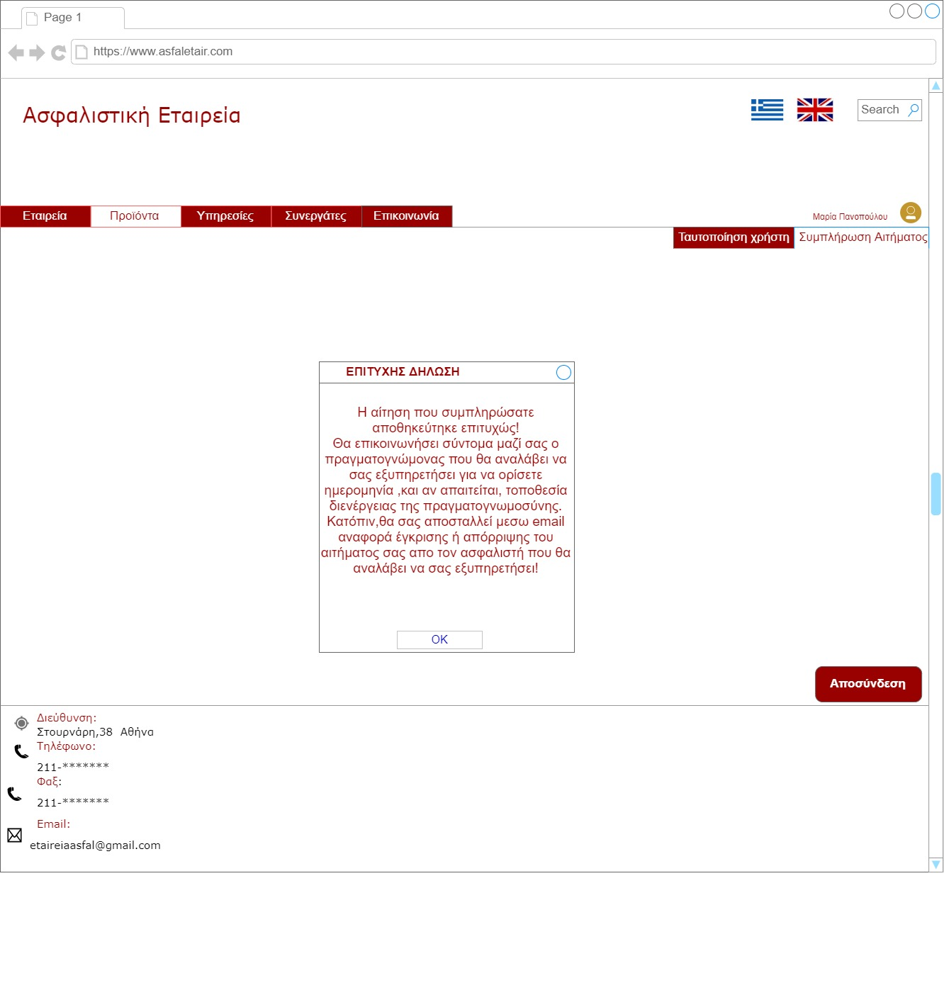 Page 1
https://www.asfaletair.com
Ασφαλιστική Εταιρεία
Search
Εταιρεία Προϊόντα Υπηρεσίες Συνεργάτες Επικοινωνία
Μαρία Πανοπούλου
Ταυτοποίηση χρήστη Συμπλήρωση Αιτήματος
ΕΠΙΤΥΧΗΣ ΔΗΛΩΣΗ
Η αίτηση που συμπληρώσατε
αποθηκεύτηκε επιτυχώς!
Θα επικοινωνήσει σύντομα μαζί σας ο
πραγματογνώμονας που θα αναλάβει να
σας εξυπηρετήσει για να ορίσετε
ημερομηνία ,και αν απαιτείται, τοποθεσία
διενέργειας της πραγματογνωμοσύνης.
Κατόπιν,θα σας αποσταλλεί μεσω email
αναφορά έγκρισης ή απόρριψης του
αιτήματος σας απο τον ασφαλιστή που θα
αναλάβει να σας εξυπηρετήσει!
OK
Αποσύνδεση
Διεύθυνση:
Στουρνάρη,38 Αθήνα
Τηλέφωνο:
211-*******
Φαξ:
211-*******
Email:
etaireiaasfal@gmail.com